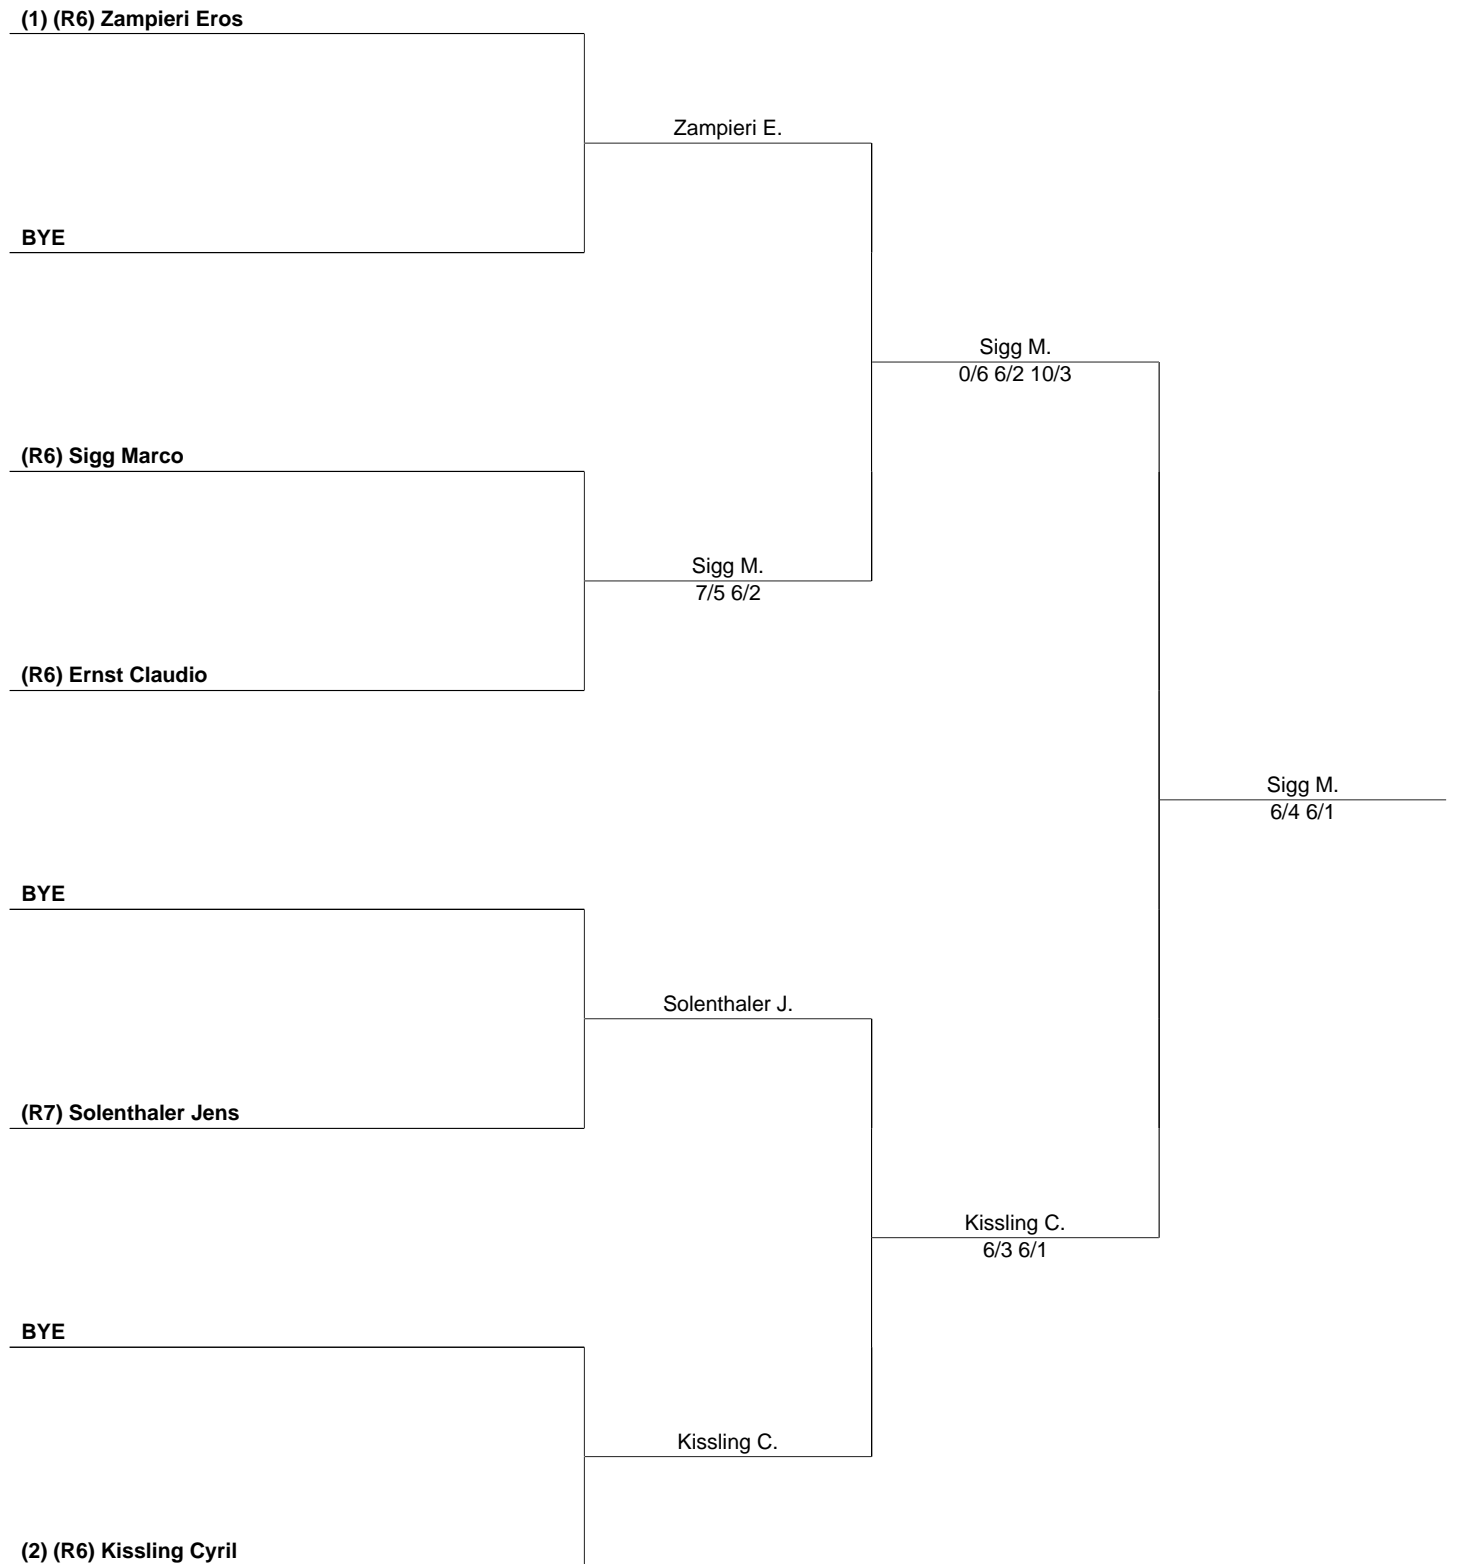 (1) (R6) Zampieri Eros
Zampieri E.
BYE
Sigg M.
0/6 6/2 10/3
(R6) Sigg Marco
Sigg M.
7/5 6/2
(R6) Ernst Claudio
Sigg M.
6/4 6/1
BYE
Solenthaler J.
(R7) Solenthaler Jens
Kissling C.
6/3 6/1
BYE
Kissling C.
(2) (R6) Kissling Cyril